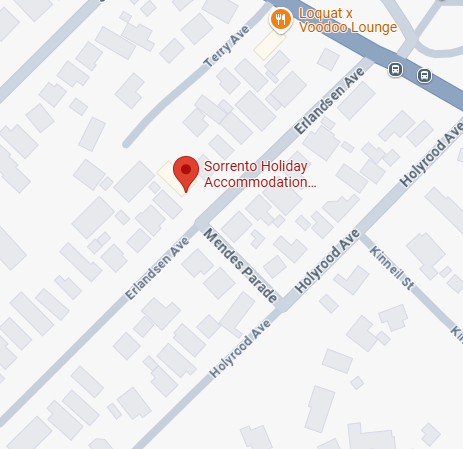 Loquat x
Voodoo Lounge
Terry Ave
Erlandsen Ave
Holyrood Ave
Sorrento Holiday
Accommodation...
Mendes Parade
Erlandsen Ave
Holyrood Ave
Kinneil St
Holyrood Ave